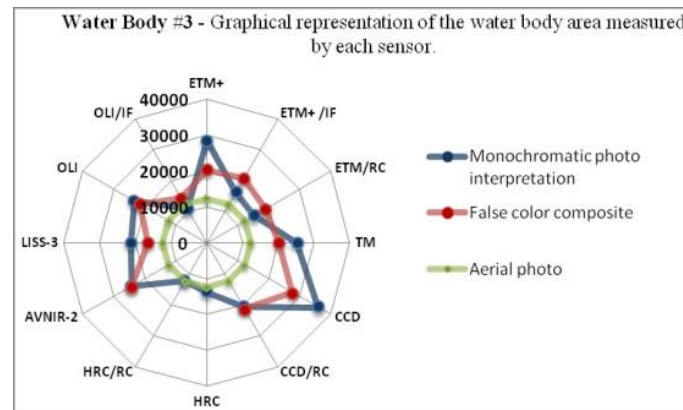 Water Body #3 - Graphical representation of the water body area measured
by each sensor.
ETM+
ETM+ /IF
ETM/RC
TM
CCD
CCD/RC
HRC
HRC/RC
AVNIR-2
LISS-3
OLI
OLI/IF
40000
30000
20000
10000
0
Monochromatic photo
interpretation
False color composite
Aerial photo